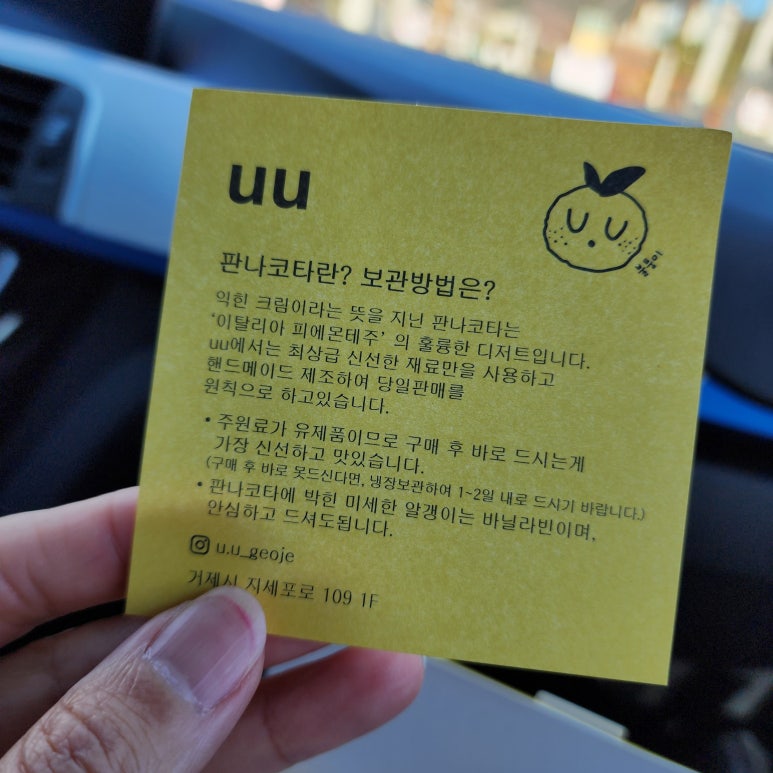 uu
판나코타란? 보관방법은?
익힌 크림이라는 뜻을 지닌 판나코타는
'이탈리아 피에몬테주' 의 훌륭한 디저트입니다.
uu에서는 최상급 신선한 재료만을 사용하고
핸드메이드 제조하여 당일판매를
원칙으로 하고있습니다.
• 주원료가 유제품이므로 구매 후 바로 드시는게
가장 신선하고 맛있습니다.
(구매 후 바로 못드신다면, 냉장보관하여 1~2일 내로 드시기 바랍니다.)
• 판나코타에 박힌 미세한 알갱이는 바닐라빈이며,
안심하고 드셔도됩니다.
u.u_geoje
거제시 지세포로 109 1F